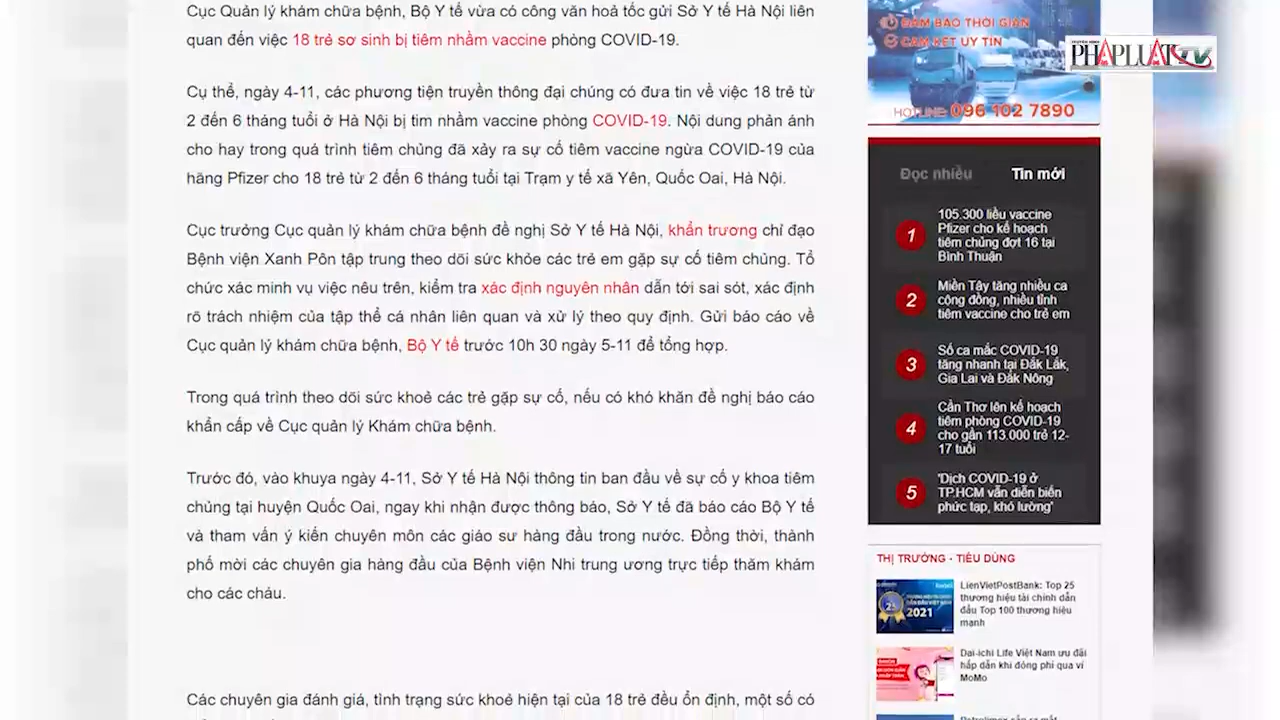 Cục Quản lý khám chữa bệnh, Bộ Y tế vừa có công văn hoả tốc gửi Sở Y tế Hà Nội liên
quan đến việc 18 trẻ sơ sinh bị tiêm nhầm vaccine phòng COVID-19.
Cụ thể, ngày 4-11, các phương tiện truyền thông đại chúng có đưa tin về việc 18 trẻ từ
2 đến 6 tháng tuổi ở Hà Nội bị tim nhầm vaccine phòng COVID-19. Nội dung phản ánh
cho hay trong quá trình tiêm chủng đã xảy ra sự cố tiêm vaccine ngừa COVID-19 của
hãng Pfizer cho 18 trẻ từ 2 đến 6 tháng tuổi tại Trạm y tế xã Yên, Quốc Oai, Hà Nội.
Cục trưởng Cục quản lý khám chữa bệnh đề nghị Sở Y tế Hà Nội, khẩn trương chỉ đạo
Bệnh viện Xanh Pôn tập trung theo dõi sức khỏe các trẻ em gặp sự cố tiêm chủng. Tổ
chức xác minh vụ việc nêu trên, kiểm tra xác định nguyên nhân dẫn tới sai sót, xác định
rõ trách nhiệm của tập thể cá nhân liên quan và xử lý theo quy định. Gửi báo cáo về
Cục quản lý khám chữa bệnh, Bộ Y tế trước 10h 30 ngày 5-11 để tổng hợp.
Trong quá trình theo dõi sức khoẻ các trẻ gặp sự cố, nếu có khó khăn đề nghị báo cáo
khẩn cấp về Cục quản lý Khám chữa bệnh.
Trước đó, vào khuya ngày 4-11, Sở Y tế Hà Nội thông tin ban đầu về sự cố y khoa tiêm
chủng tại huyện Quốc Oai, ngay khi nhận được thông báo, Sở Y tế đã báo cáo Bộ Y tế
và tham vấn ý kiến chuyên môn các giáo sư hàng đầu trong nước. Đồng thời, thành
phố mời các chuyên gia hàng đầu của Bệnh viện Nhi trung ương trực tiếp thăm khám
cho các cháu.
Các chuyên gia đánh giá, tình trạng sức khoẻ hiện tại của 18 trẻ đều ổn định, một số có
ĐẢM BẢO THỜI GIAN
CAM KẾT UY TÍN
PHÁPLUẬT TV
HOTLINE: 096 102 7890
Đọc nhiều Tin mới
1 105.300 liều vaccine
Pfizer cho kế hoạch
tiêm chủng đợt 16 tại
Bình Thuận
2 Miền Tây tăng nhiều ca
cộng đồng, nhiều tỉnh
tiêm vaccine cho trẻ em
3 Số ca mắc COVID-19
tăng nhanh tại Đắk Lắk,
Gia Lai và Đắk Nông
4 Cần Thơ lên kế hoạch
tiêm phòng COVID-19
cho gần 113.000 trẻ 12-
17 tuổi
5 'Dịch COVID-19 ở
TP.HCM vẫn diễn biến
phức tạp, khó lường'
THỊ TRƯỜNG - TIÊU DÙNG
LienVietPostBank: Top 25
thương hiệu tài chính dẫn
đầu Top 100 thương hiệu
mạnh
25
2021
Dai-ichi Life Việt Nam ưu đãi
hấp dẫn khi đóng phí qua ví
MoMo